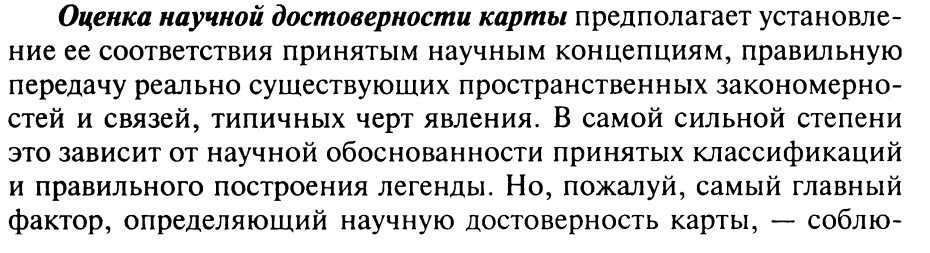 Оценка научной достоверности карты предполагает установле-
ние ее соответствия принятым научным концепциям, правильную
передачу реально существующих пространственных закономерно-
стей и связей, типичных черт явления. В самой сильной степени
это зависит от научной обоснованности принятых классификаций
и правильного построения легенды. Но, пожалуй, самый главный
фактор, определяющий научную достоверность карты, — соблю-